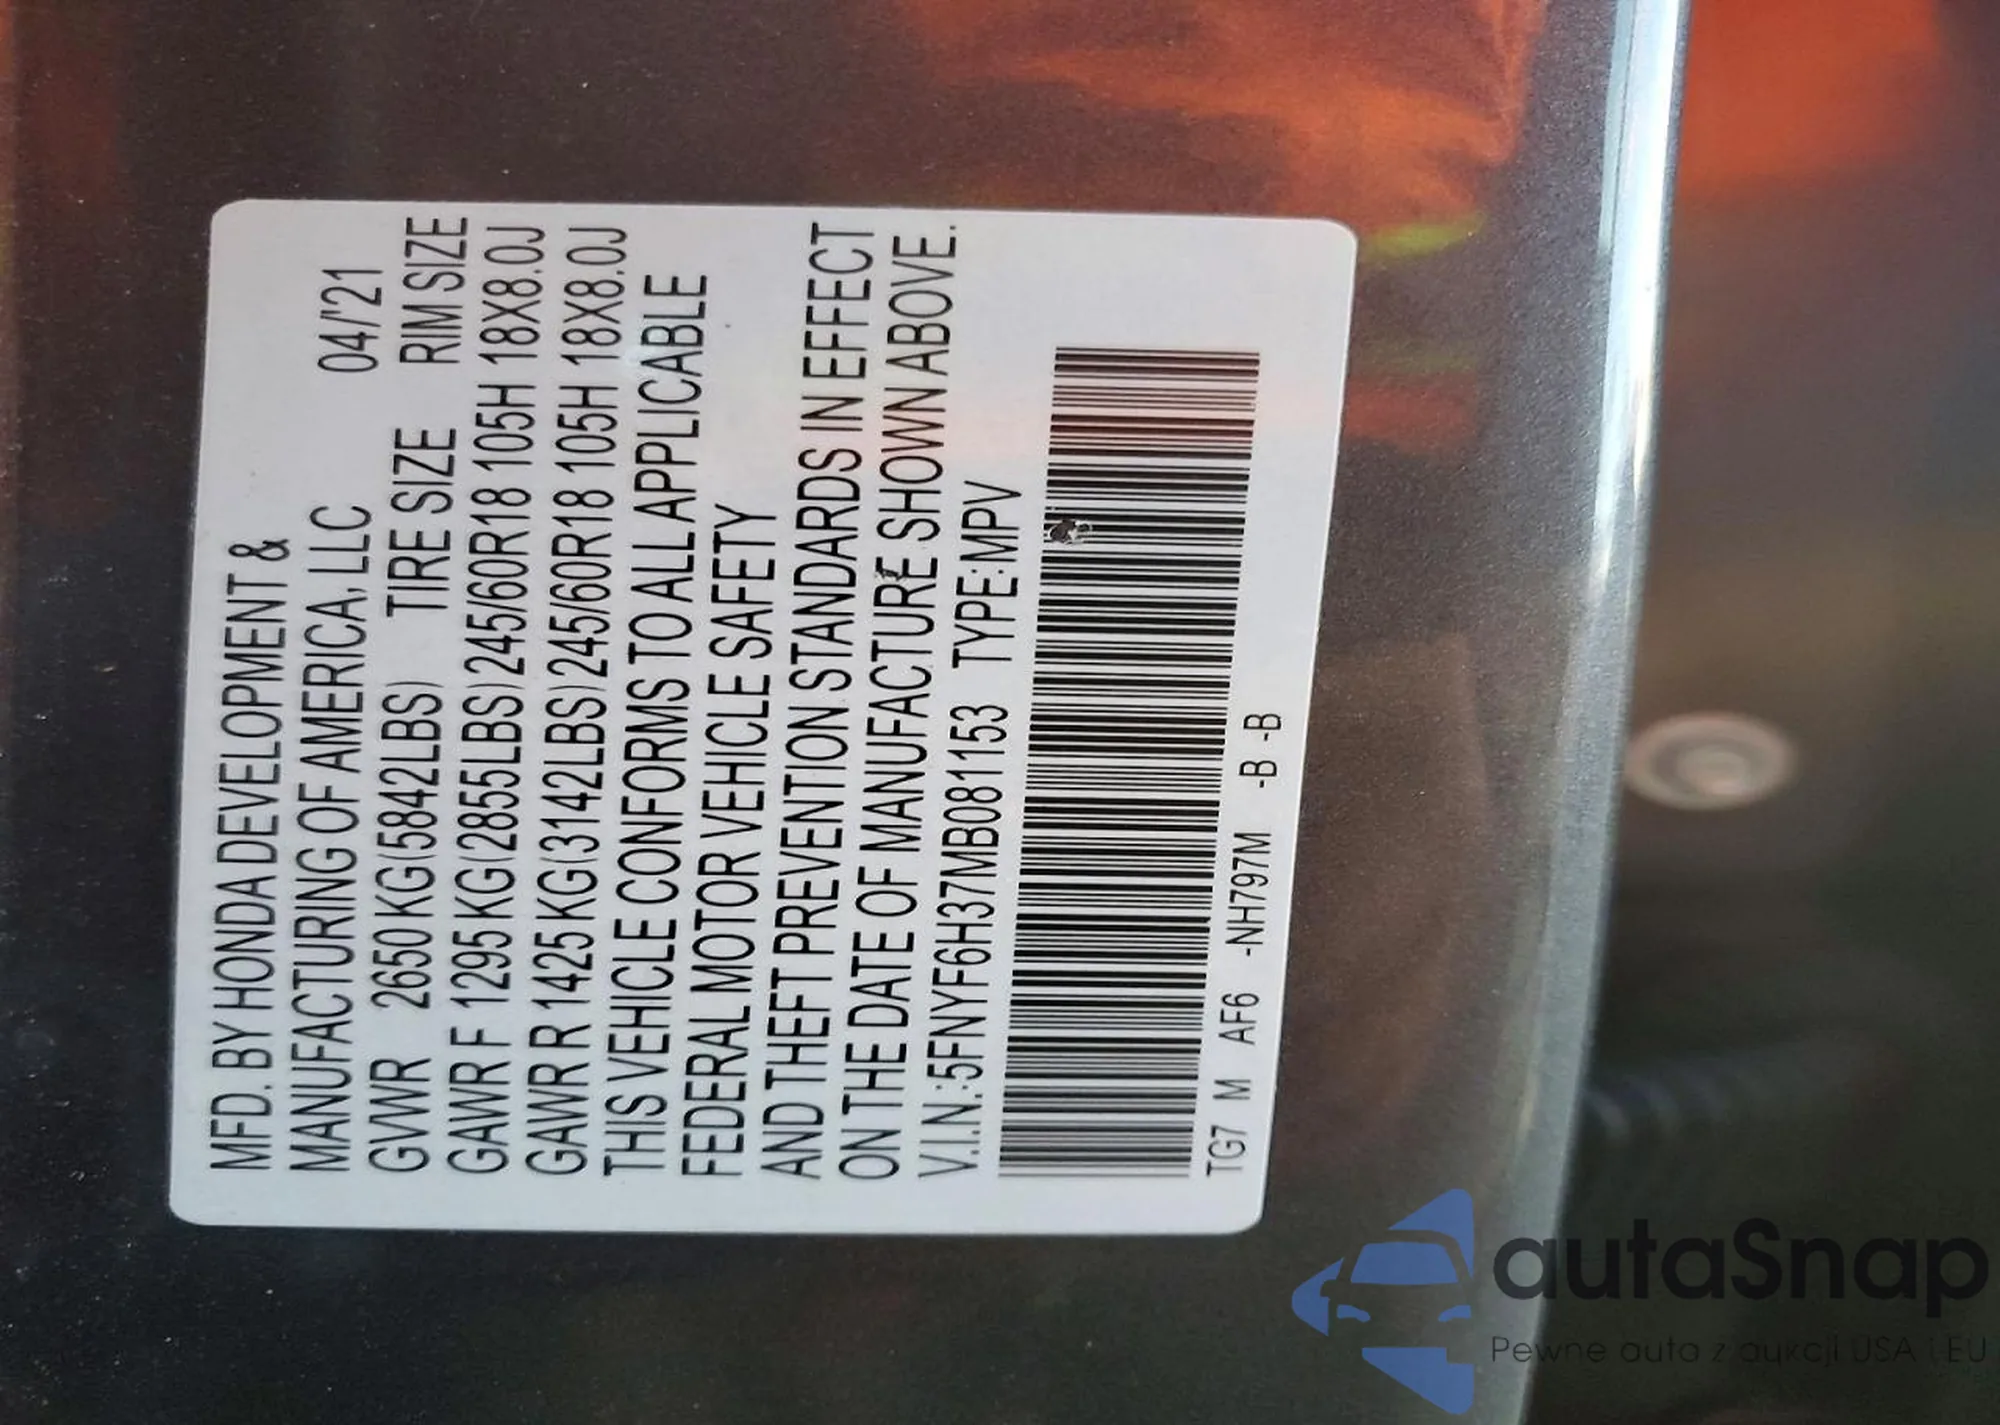 MFD. BY HONDA DEVELOPMENT &
MANUFACTURING OF AMERICA, LLC 04/'21
GVWR 2650 KG(5842LBS) TIRE SIZE RIM SIZE
GAWR F 1295 KG(2855LBS)245/60R18 105H 18X8.0J
GAWR R 1425 KG(3142LBS)245/60R18 105H 18X8.0J
THIS VEHICLE CONFORMS TO ALL APPLICABLE
FEDERAL MOTOR VEHICLE SAFETY
AND THEFT PREVENTION STANDARDS IN EFFECT
ON THE DATE OF MANUFACTURE SHOWN ABOVE.
V.I.N.:5FNYF6H37MB081153 TYPE:MPV
TG7 M AF6 -NH797M -B -B
autaSnap
Pewne auta z aukcji USA i EU